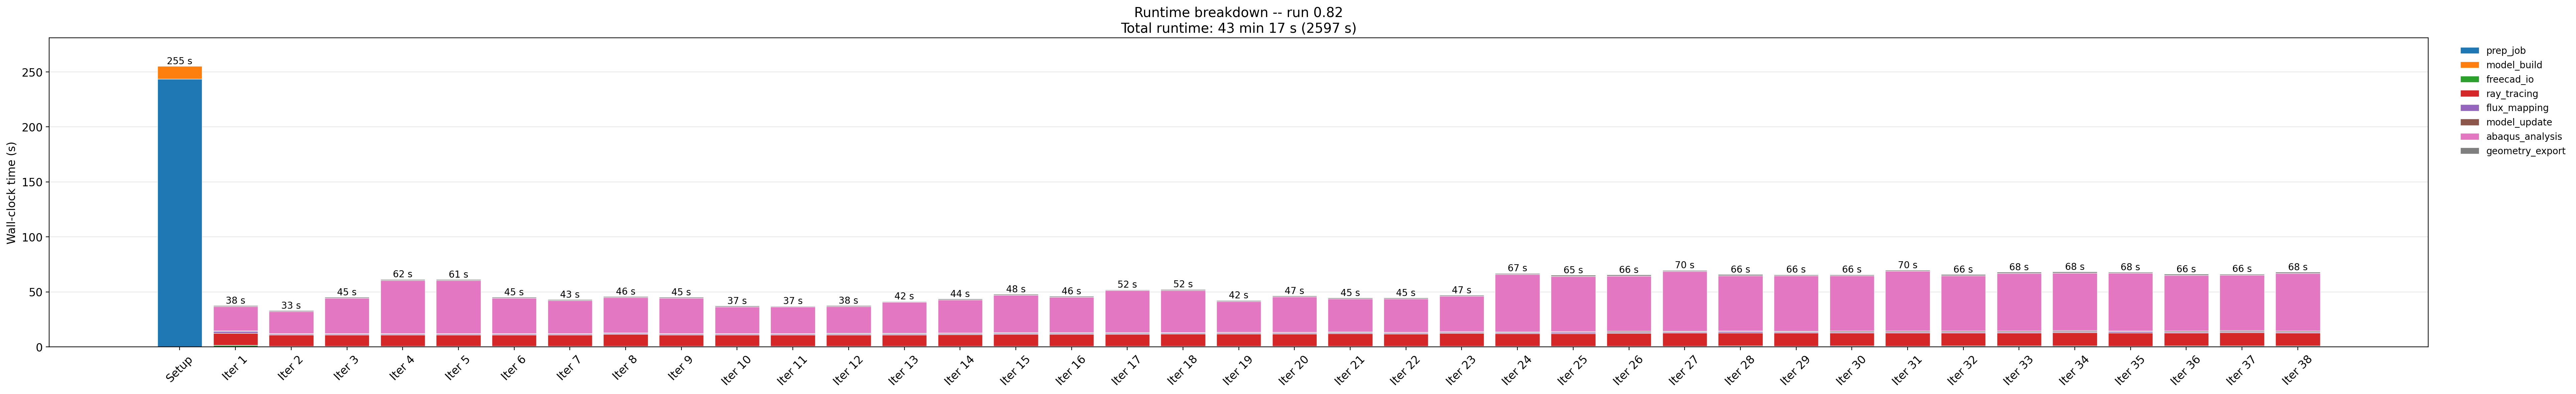 Runtime breakdown -- run 0.82
Total runtime: 43 min 17 s (2597 s)
Wall-clock time (s)
250
200
150
100
50
0
255 s
38 s
33 s
45 s
62 s
61 s
45 s
43 s
46 s
45 s
37 s
37 s
38 s
42 s
44 s
48 s
46 s
52 s
52 s
42 s
47 s
45 s
45 s
47 s
67 s
65 s
66 s
70 s
66 s
66 s
66 s
70 s
66 s
68 s
68 s
68 s
66 s
66 s
68 s
Setup
Iter 1
Iter 2
Iter 3
Iter 4
Iter 5
Iter 6
Iter 7
Iter 8
Iter 9
Iter 10
Iter 11
Iter 12
Iter 13
Iter 14
Iter 15
Iter 16
Iter 17
Iter 18
Iter 19
Iter 20
Iter 21
Iter 22
Iter 23
Iter 24
Iter 25
Iter 26
Iter 27
Iter 28
Iter 29
Iter 30
Iter 31
Iter 32
Iter 33
Iter 34
Iter 35
Iter 36
Iter 37
Iter 38
prep_job
model_build
freecad_io
ray_tracing
flux_mapping
model_update
abaqus_analysis
geometry_export